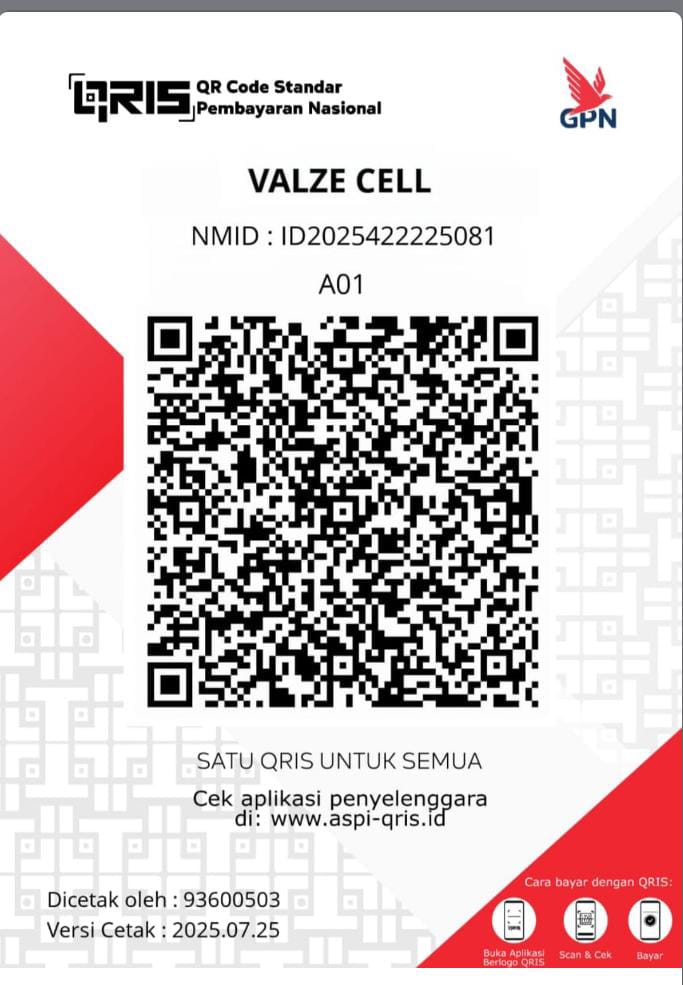 QRIS
QR Code Standar
Pembayaran Nasional
GPN
VALZE CELL
NMID : ID2025422225081
A01
SATU QRIS UNTUK SEMUA
Cek aplikasi penyelenggara
di: www.aspi-qris.id
Dicetak oleh : 93600503
Versi Cetak : 2025.07.25
Cara bayar dengan QRIS:
Buka Aplikasi
Berlogo QRIS
Scan & Cek
Bayar